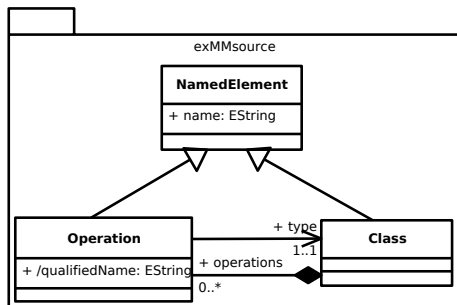 exMMsource
NamedElement
+ name: EString
Operation
+ /qualifiedName: EString
+ type
1..1
+ operations
0..*
Class